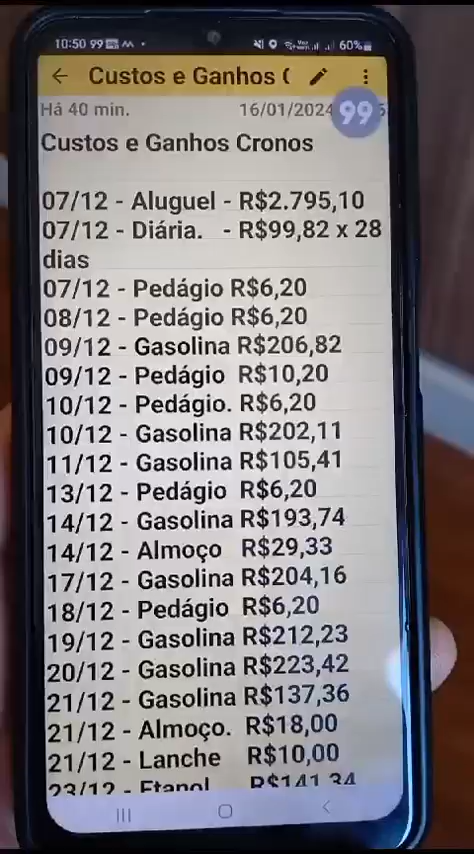 10:50 99
60%
Custos e Ganhos C
Há 40 min.
16/01/2024
99
Custos e Ganhos Cronos
07/12 - Aluguel - R$2.795,10
07/12 - Diária. - R$99,82 x 28
dias
07/12 - Pedágio R$6,20
08/12 - Pedágio R$6,20
09/12 - Gasolina R$206,82
09/12 - Pedágio R$10,20
10/12 - Pedágio. R$6,20
10/12 - Gasolina R$202,11
11/12 - Gasolina R$105,41
13/12 - Pedágio R$6,20
14/12 - Gasolina R$193,74
14/12 - Almoço R$29,33
17/12 - Gasolina R$204,16
18/12 - Pedágio R$6,20
19/12 - Gasolina R$212,23
20/12 - Gasolina R$223,42
21/12 - Gasolina R$137,36
21/12 - Almoço. R$18,00
21/12 - Lanche R$10,00
23/12 - Etanol R$141,34